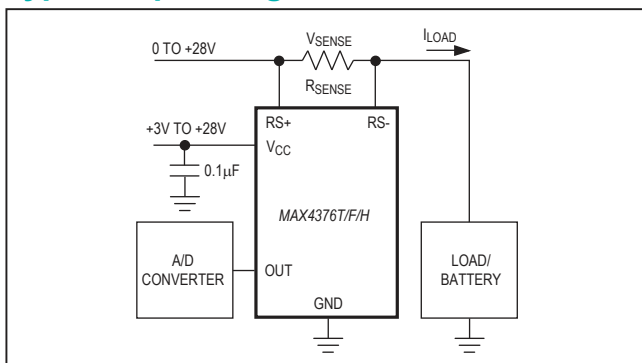 0 TO +28V
VSENSE
ILOAD
RSENSE
RS+
RS-
+3V TO +28V
VCC
0.1µF
MAX4376T/F/H
A/D
CONVERTER
OUT
LOAD/
BATTERY
GND